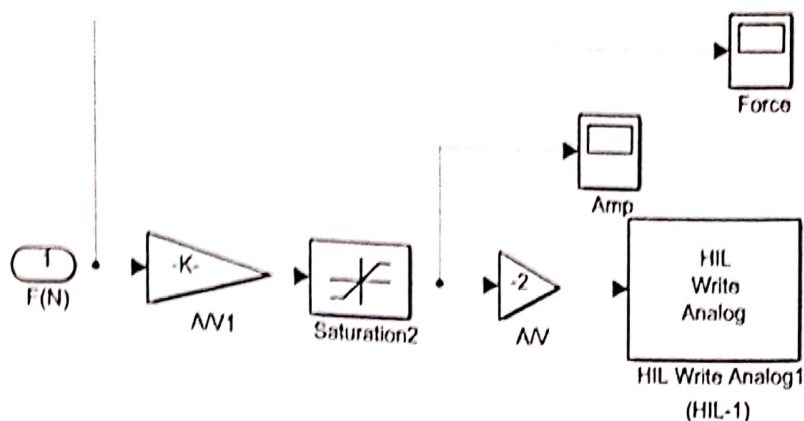 Force
Amp
1
F(N)
-K-
A/V1
Saturation2
-2
A/V
HIL
Write
Analog
HIL Write Analog1
(HIL-1)